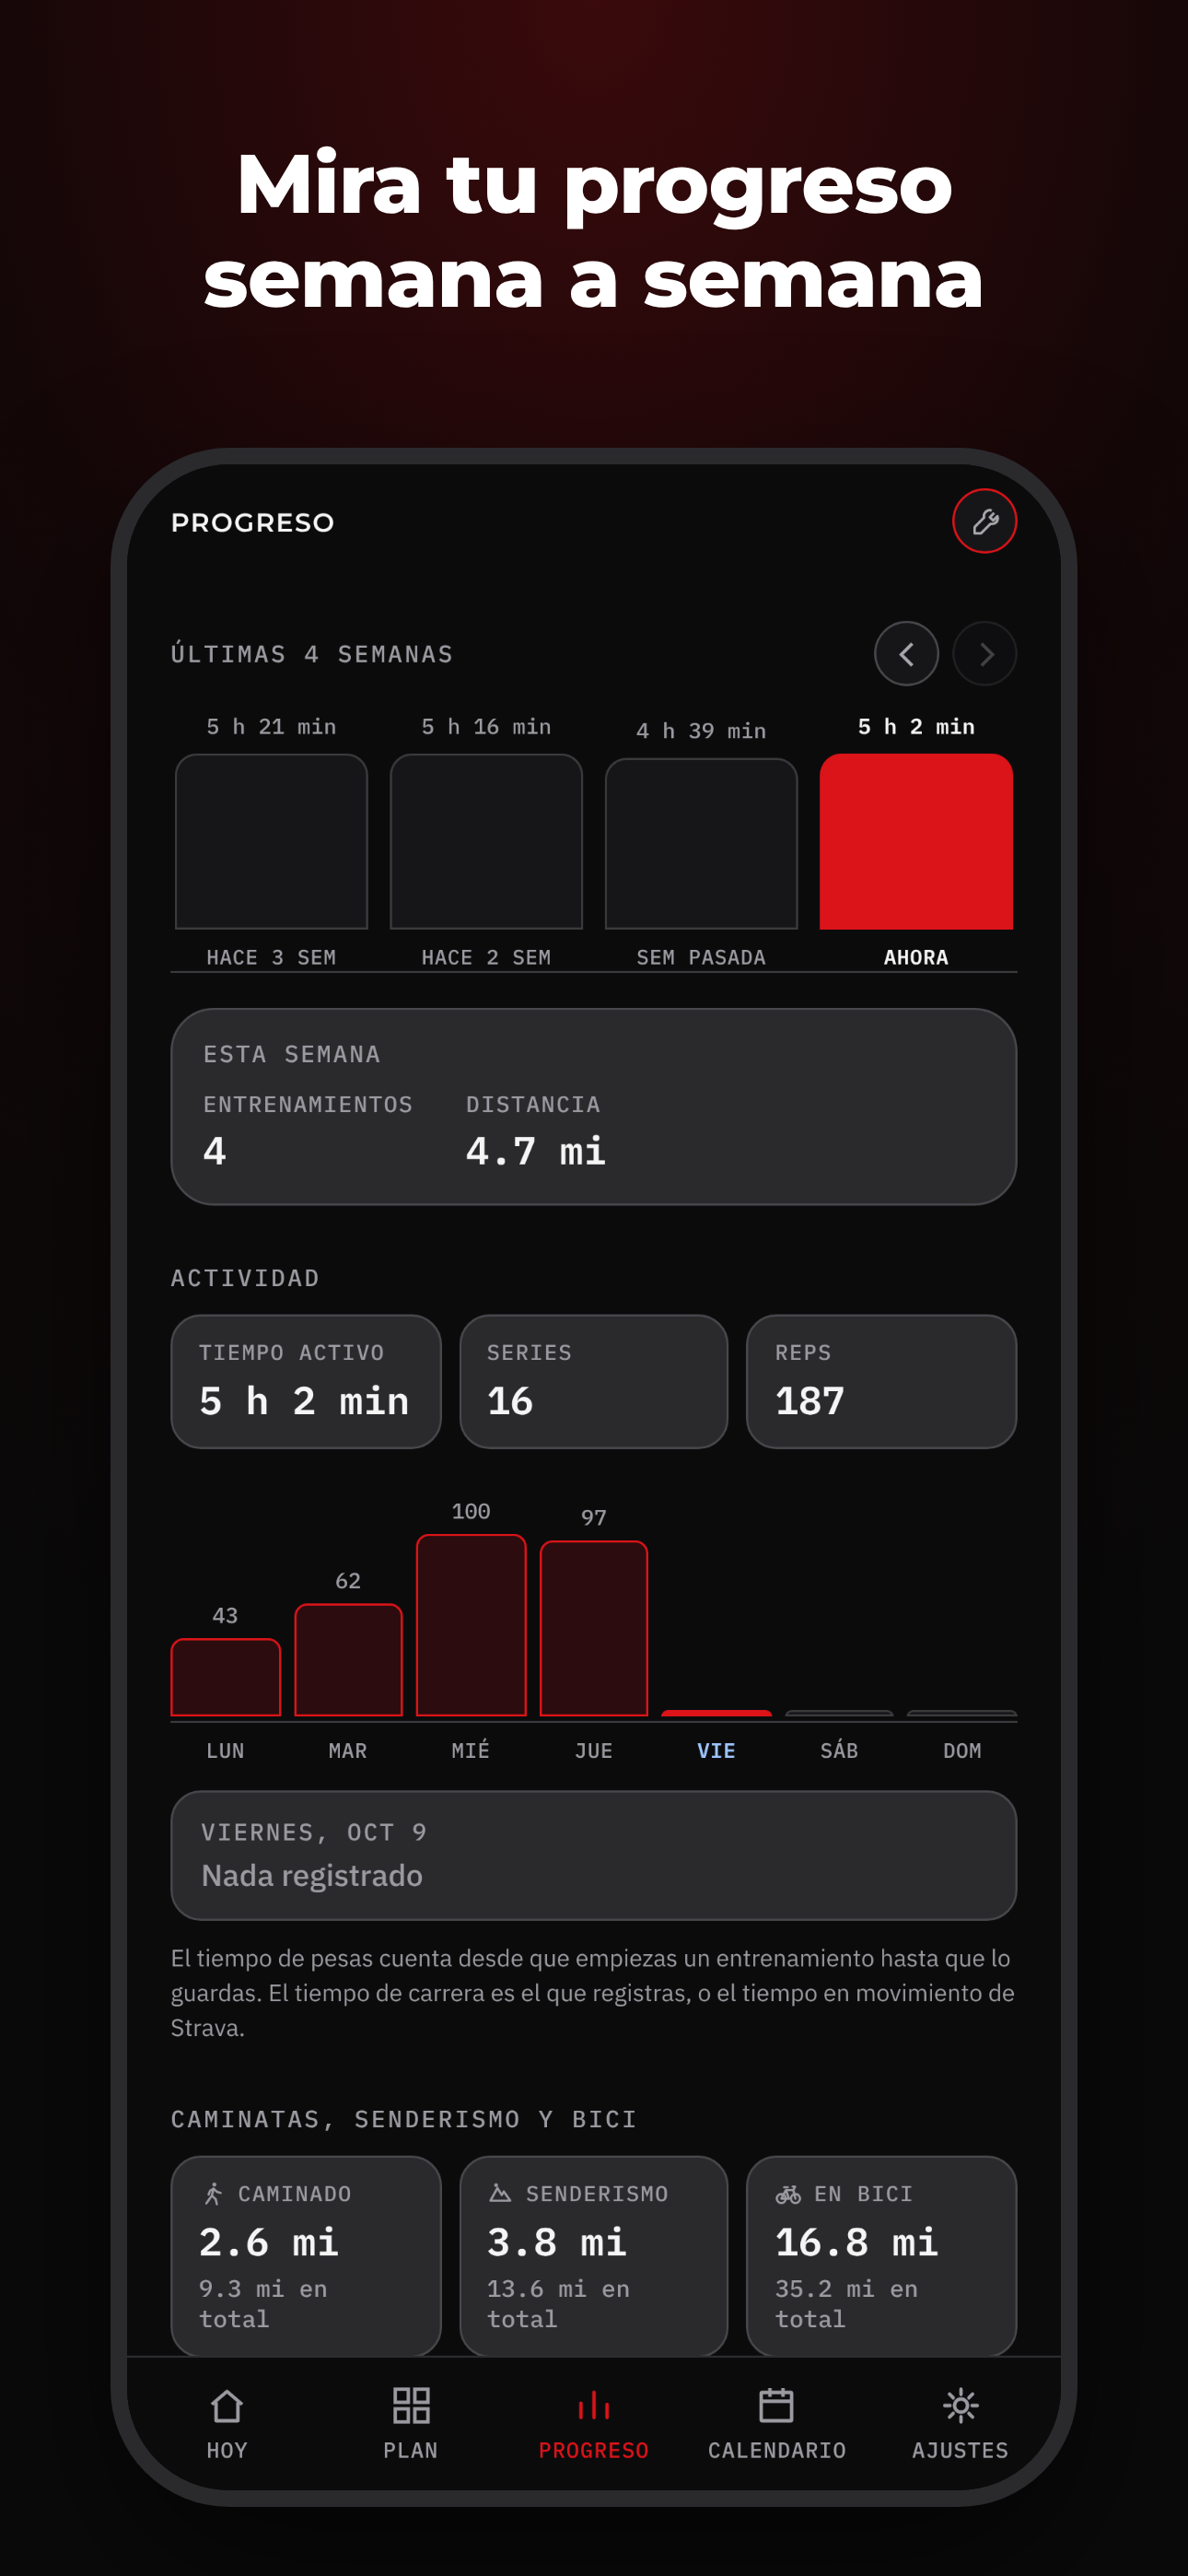 Mira tu progreso
semana a semana
PROGRESO
ÚLTIMAS 4 SEMANAS
5 h 21 min
5 h 16 min
4 h 39 min
5 h 2 min
HACE 3 SEM
HACE 2 SEM
SEM PASADA
AHORA
ESTA SEMANA
ENTRENAMIENTOS
DISTANCIA
4
4.7 mi
ACTIVIDAD
TIEMPO ACTIVO
SERIES
REPS
5 h 2 min
16
187
43
62
100
97
LUN
MAR
MIÉ
JUE
VIE
SÁB
DOM
VIERNES, OCT 9
Nada registrado
El tiempo de pesas cuenta desde que empiezas un entrenamiento hasta que lo
guardas. El tiempo de carrera es el que registras, o el tiempo en movimiento de
Strava.
CAMINATAS, SENDERISMO Y BICI
CAMINADO
SENDERISMO
EN BICI
2.6 mi
3.8 mi
16.8 mi
9.3 mi en
total
13.6 mi en
total
35.2 mi en
total
HOY
PLAN
PROGRESO
CALENDARIO
AJUSTES